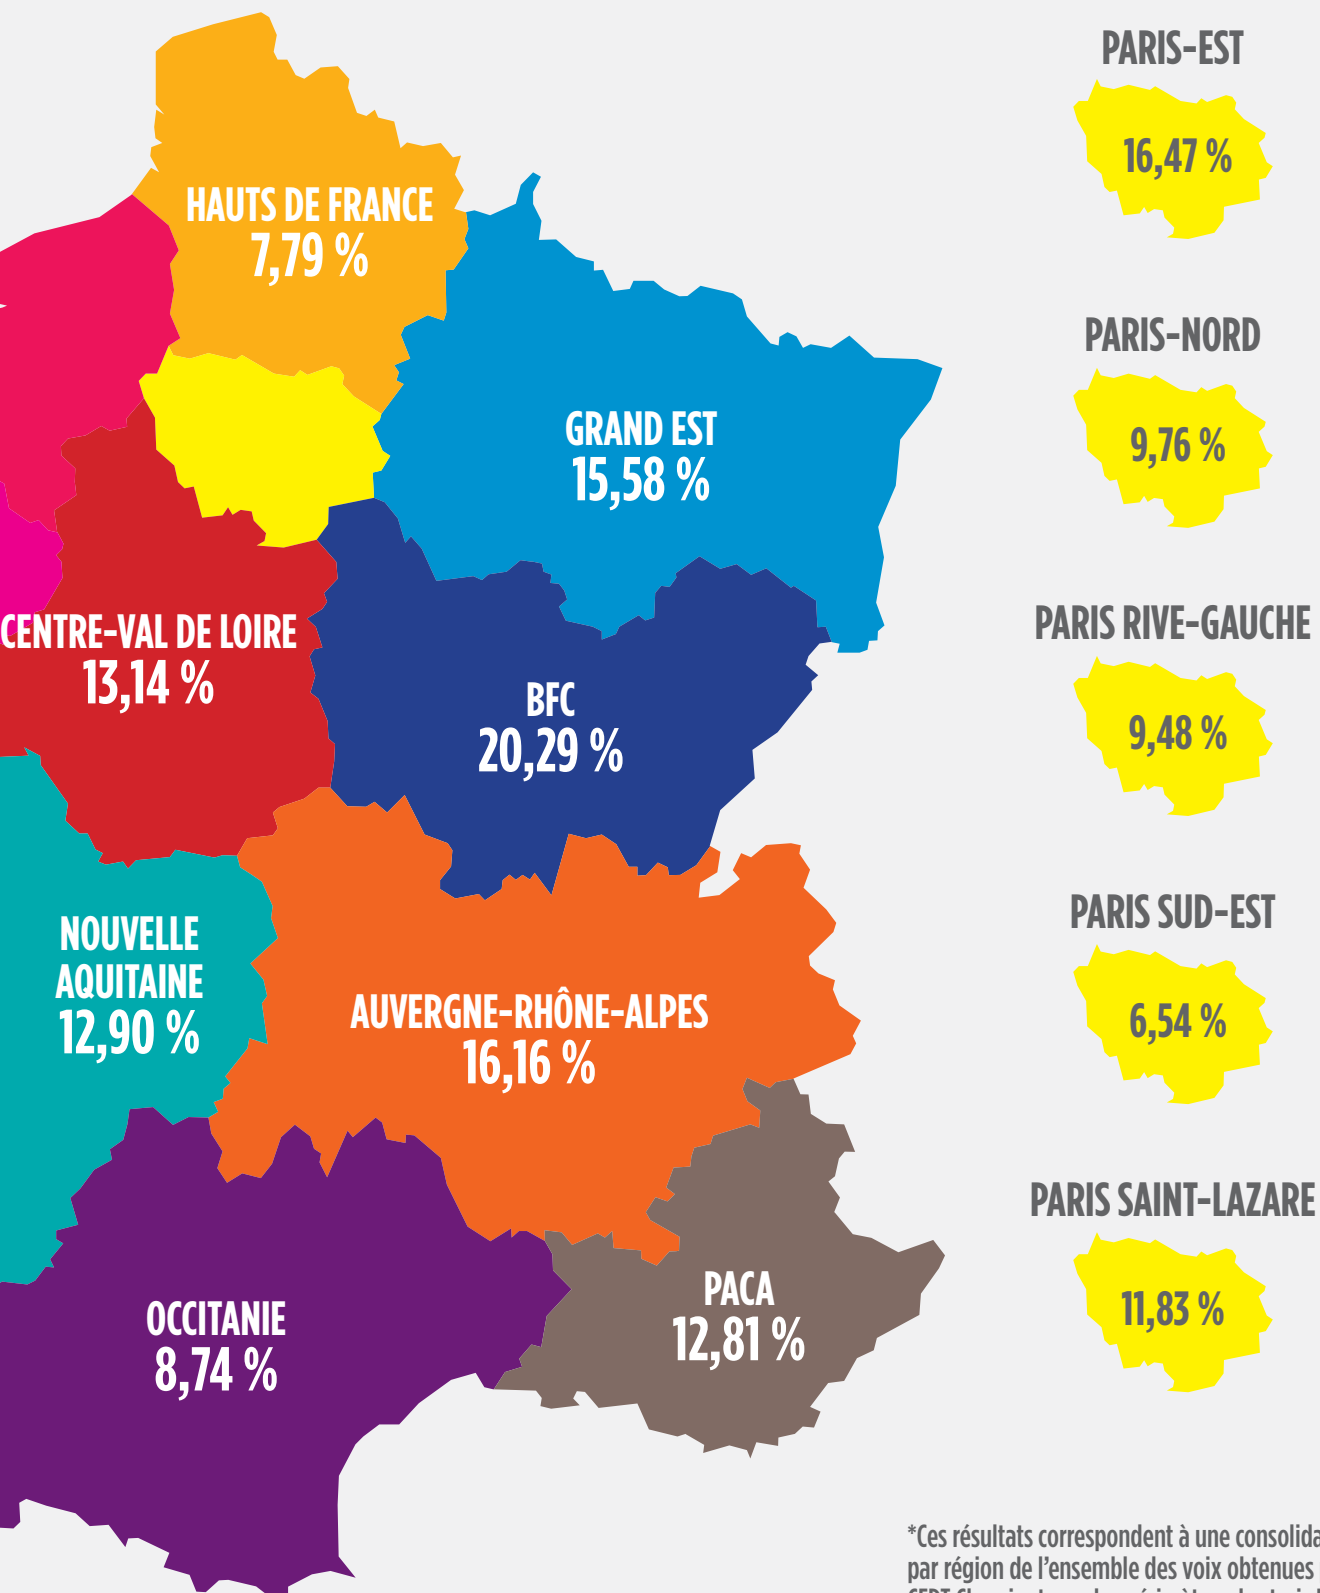 HAUTS DE FRANCE
7,79 %
GRAND EST
15,58 %
CENTRE-VAL DE LOIRE
13,14 %
BFC
20,29 %
NOUVELLE
AQUITAINE
12,90 %
AUVERGNE-RHÔNE-ALPES
16,16 %
OCCITANIE
8,74 %
PACA
12,81 %
PARIS-EST
16,47 %
PARIS-NORD
9,76 %
PARIS RIVE-GAUCHE
9,48 %
PARIS SUD-EST
6,54 %
PARIS SAINT-LAZARE
11,83 %
*Ces résultats correspondent à une consolida
par région de l'ensemble des voix obtenues